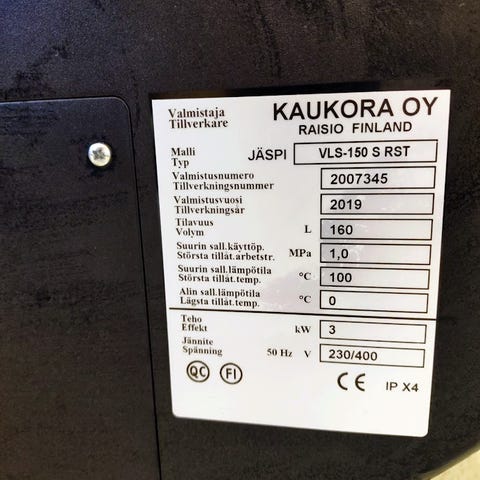 Valmistaja KAUKORA OY
Tillverkare RAISIO FINLAND
Malli
Typ JÄSPI VLS-150 S RST
Valmistusnumero
Tillverkningsnummer 2007345
Valmistusvuosi
Tillverkningsår 2019
Tilavuus
Volym L 160
Suurin sall.käyttöp.
Största tillåt.arbetstr. MPa 1,0
Suurin sall.lämpötila
Största tillåt.temp. °C 100
Alin sall.lämpötila
Lägsta tillåt.temp. °C 0
Teho
Effekt kW 3
Jännite
Spänning 50 Hz V 230/400
QC FI CE IP X4